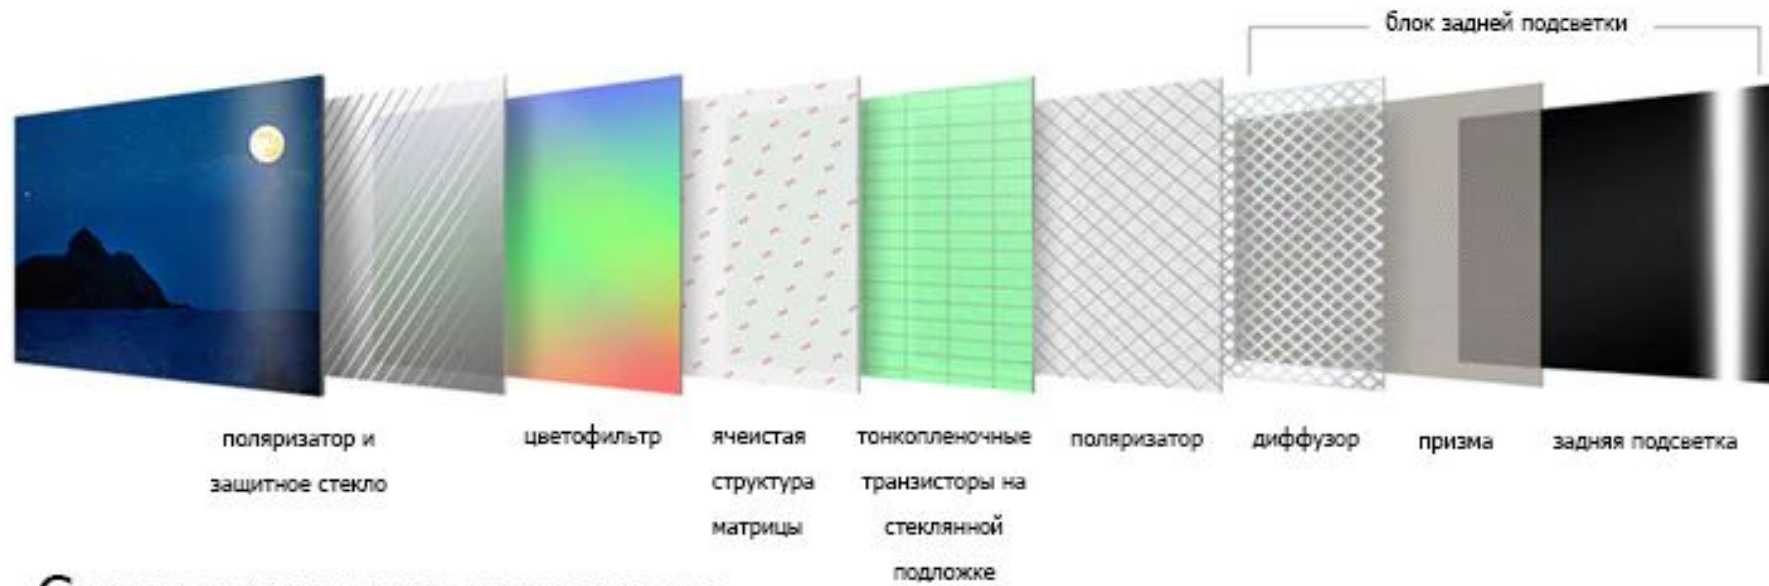 блок задней подсветки
поляризатор и
защитное стекло
цветофильтр
ячеистая
структура
матрицы
тонкопленочные
транзисторы на
стеклянной
подложке
поляризатор
диффузор
призма
задняя подсветка